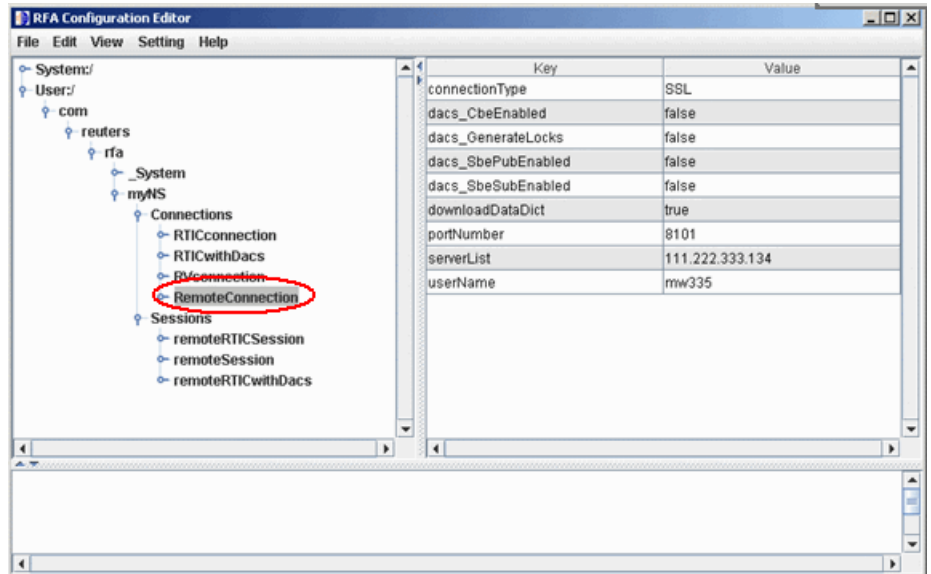 RFA Configuration Editor
File Edit View Setting Help
System:/
User:/
com
reuters
rfa
_System
myNS
Connections
RTICconnection
RTICwithDacs
RVconnection
RemoteConnection
Sessions
remoteRTICSession
remoteSession
remoteRTICwithDacs
Key Value
connectionType SSL
dacs_CbeEnabled false
dacs_GenerateLocks false
dacs_SbePubEnabled false
dacs_SbeSubEnabled false
downloadDataDict true
portNumber 8101
serverList 111.222.333.134
userName mw335